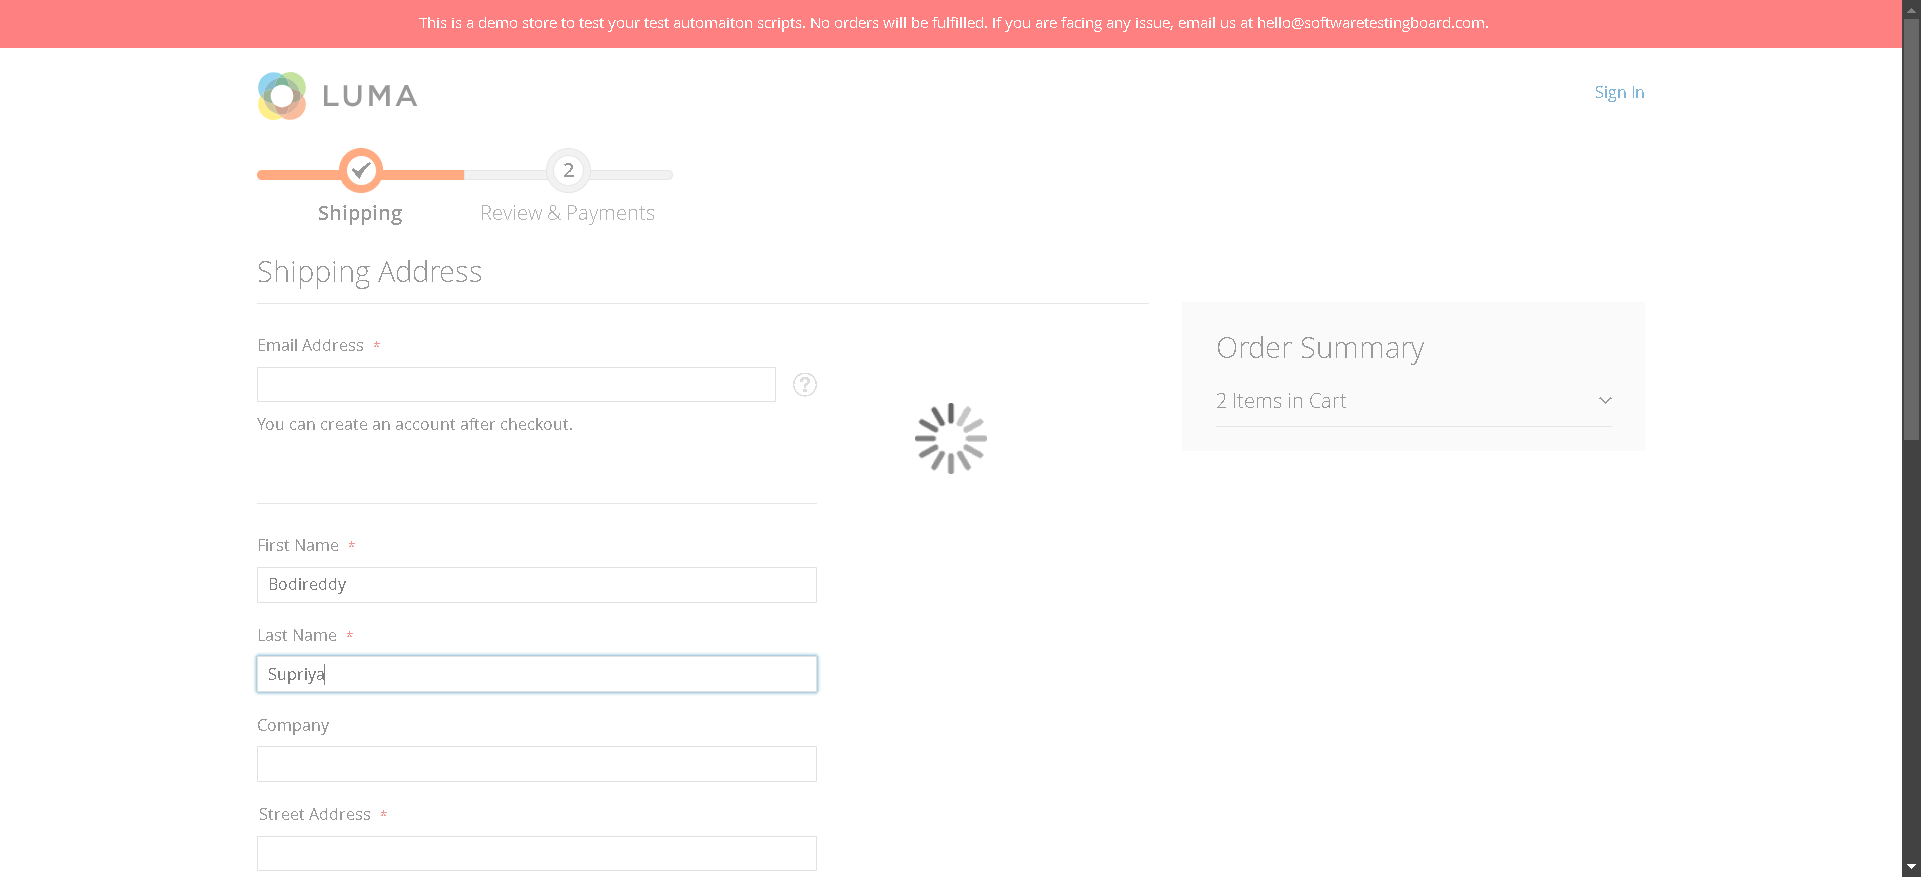 This is a demo store to test your test automaiton scripts. No orders will be fulfilled. If you are facing any issue, email us at hello@softwaretestingboard.com.
LUMA
Sign In
2
Shipping
Review & Payments
Shipping Address
Email Address *
?
You can create an account after checkout.
Order Summary
2 Items in Cart
First Name *
Bodireddy
Last Name *
Supriya
Company
Street Address *